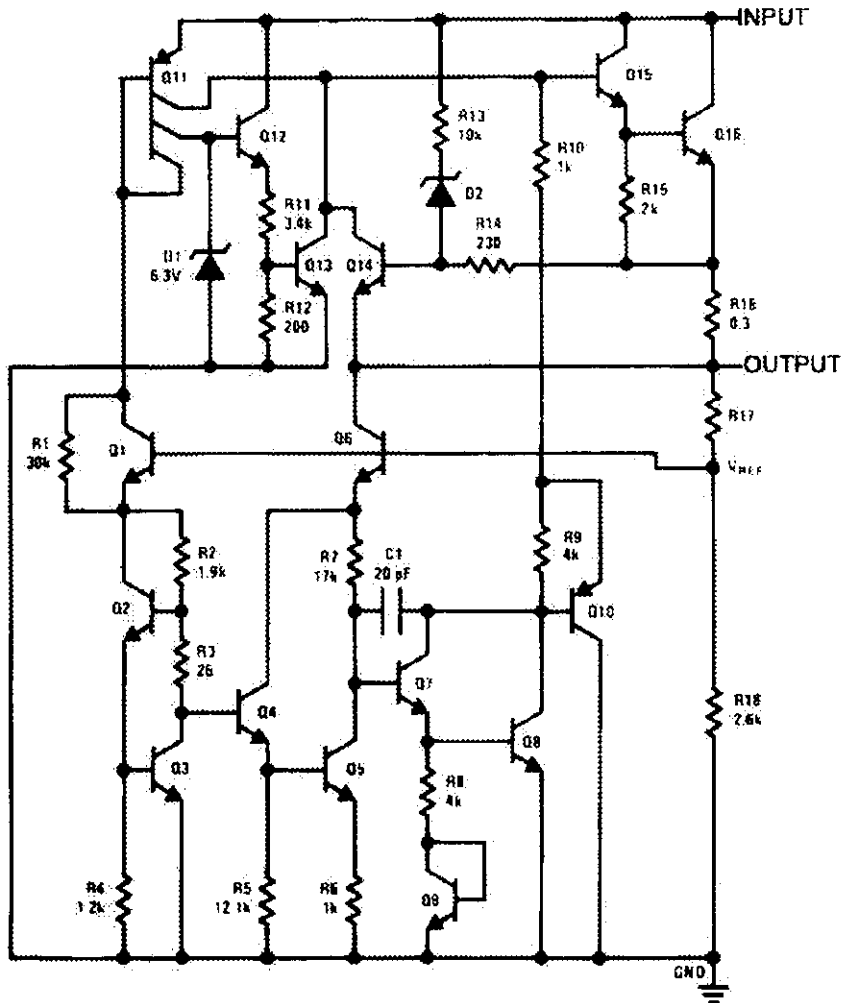 INPUT
Q11
Q15
R13
10k
Q12
Q16
R10
1k
D2
R15
2k
R11
3.4k
R14
230
D1
6.3V
Q13
Q14
R12
200
R16
0.3
OUTPUT
R17
R1
30k
Q1
Q6
VREF
R2
1.9k
R7
17k
C1
20 pF
R9
4k
Q2
Q10
R3
26
Q7
Q4
R18
2.6k
Q8
Q3
Q5
R8
4k
R4
1.2k
R5
12.1k
R6
1k
Q9
GND